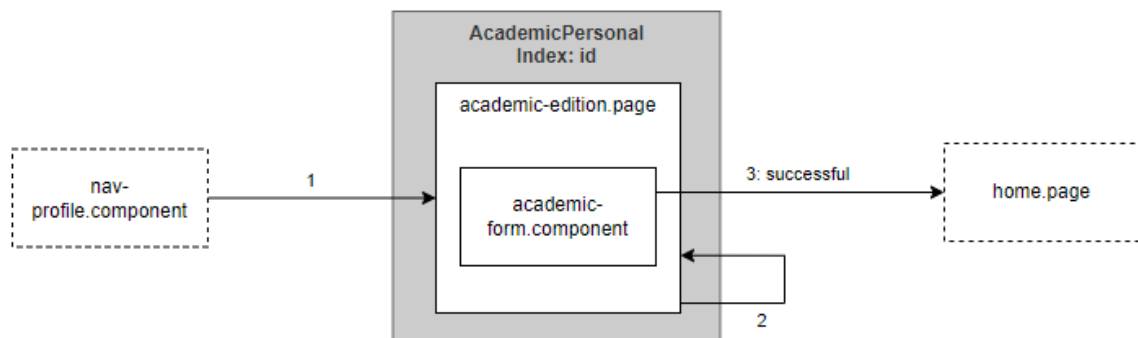 AcademicPersonal
Index: id
academic-edition.page
nav-
profile.component
1
academic-
form.component
3: successful
home.page
2